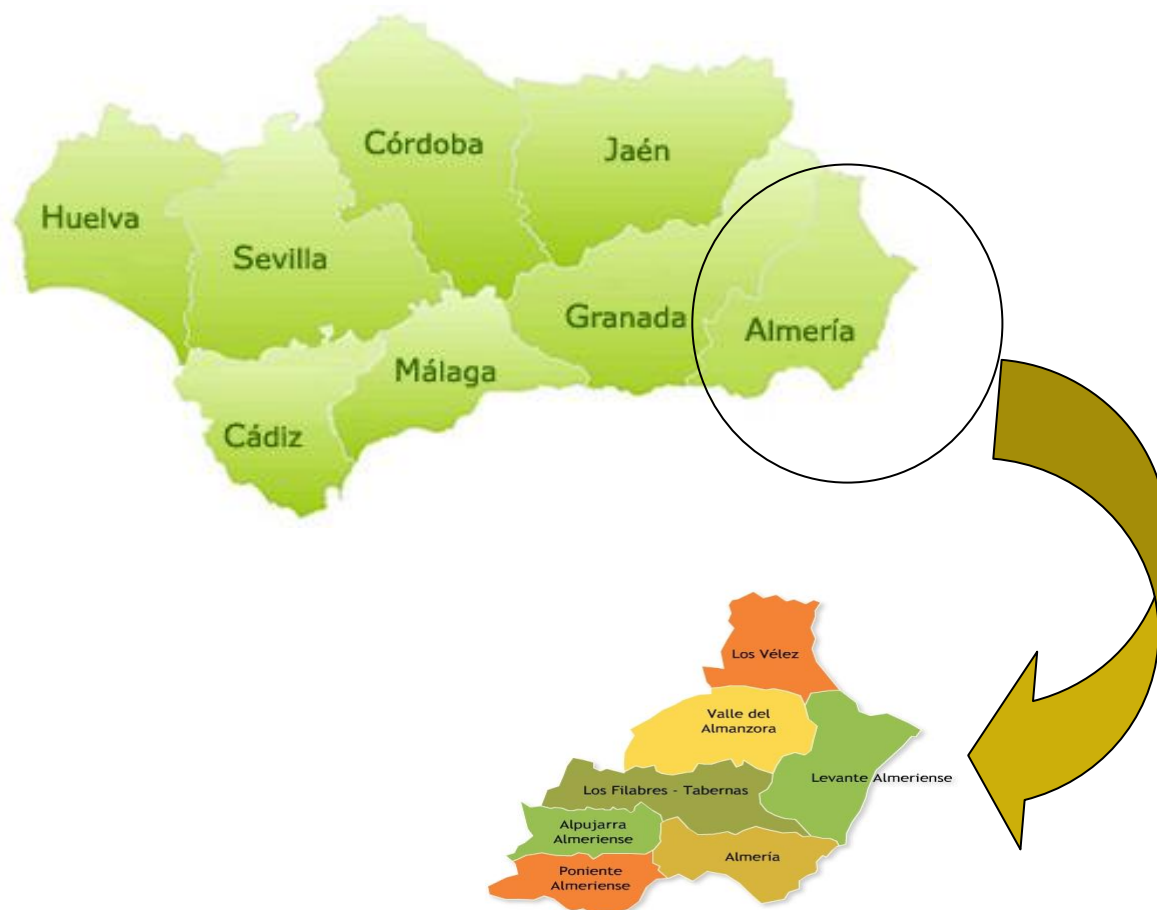 Córdoba
Jaén
Huelva
Sevilla
Granada
Almería
Málaga
Cádiz
Los Vélez
Valle del
Almanzora
Levante Almeriense
Los Filabres - Tabernas
Alpujarra
Almeriense
Almería
Poniente
Almeriense